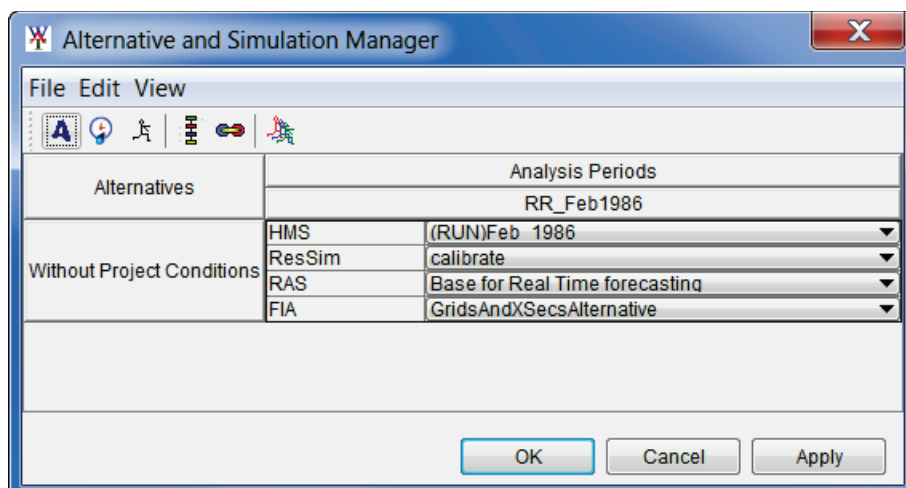 Alternative and Simulation Manager
File Edit View
A
Alternatives
Analysis Periods
RR_Feb1986
Without Project Conditions
HMS (RUN)Feb 1986
ResSim calibrate
RAS Base for Real Time forecasting
FIA GridsAndXSecsAlternative
OK Cancel Apply